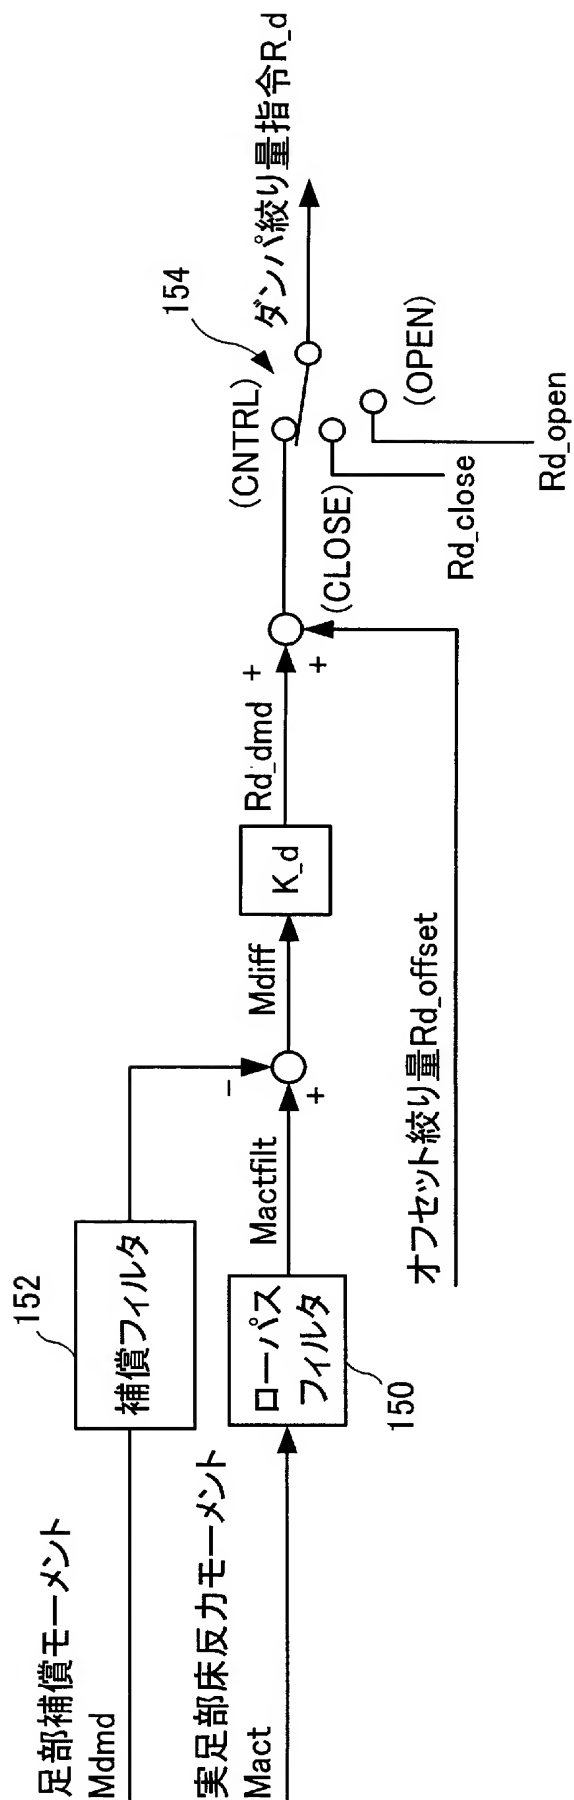 足部補償モーメント
Mdmd
152
補償フィルタ
実足部床反力モーメント
Mact
ローパス
フィルタ
150
Mactfilt
-
+
Mdiff
K_d
Rd_dmd
+
+
オフセット絞り量Rd_offset
(CNTRL)
(CLOSE)
(OPEN)
Rd_close
Rd_open
154
ダンパ絞り量指令R_d